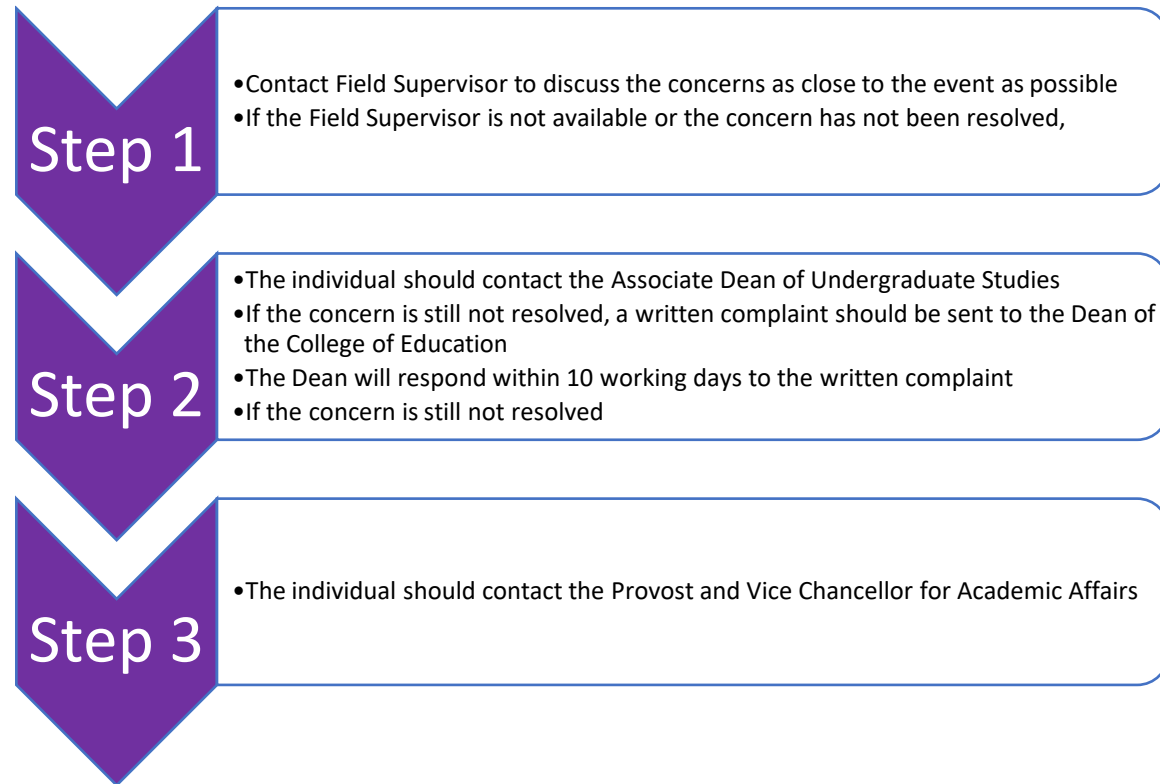 Step 1
•Contact Field Supervisor to discuss the concerns as close to the event as possible
•If the Field Supervisor is not available or the concern has not been resolved,
Step 2
•The individual should contact the Associate Dean of Undergraduate Studies
•If the concern is still not resolved, a written complaint should be sent to the Dean of
the College of Education
•The Dean will respond within 10 working days to the written complaint
•If the concern is still not resolved
Step 3
•The individual should contact the Provost and Vice Chancellor for Academic Affairs